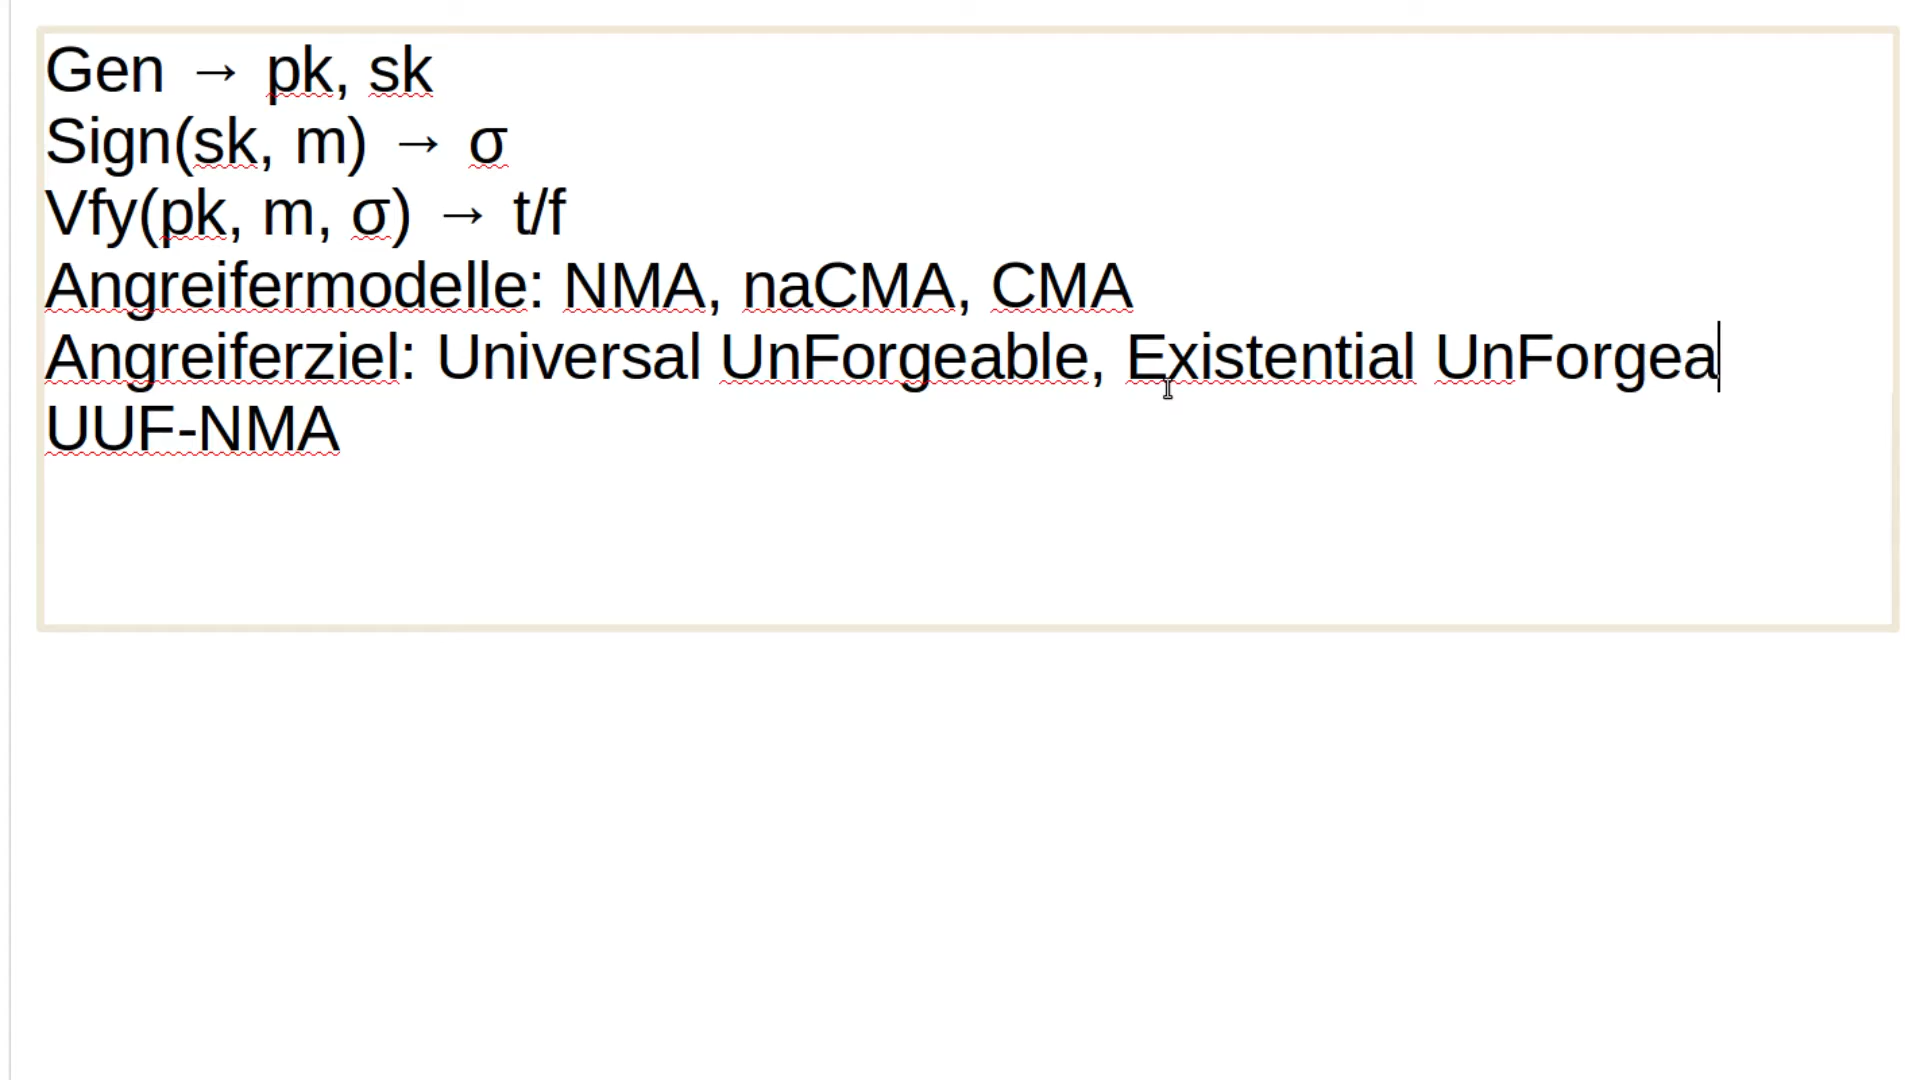 Gen → pk, sk
Sign(sk, m) → σ
Vfy(pk, m, σ) → t/f
Angreifermodelle: NMA, naCMA, CMA
Angreiferziel: Universal UnForgeable, Existential UnForgea
UUF-NMA